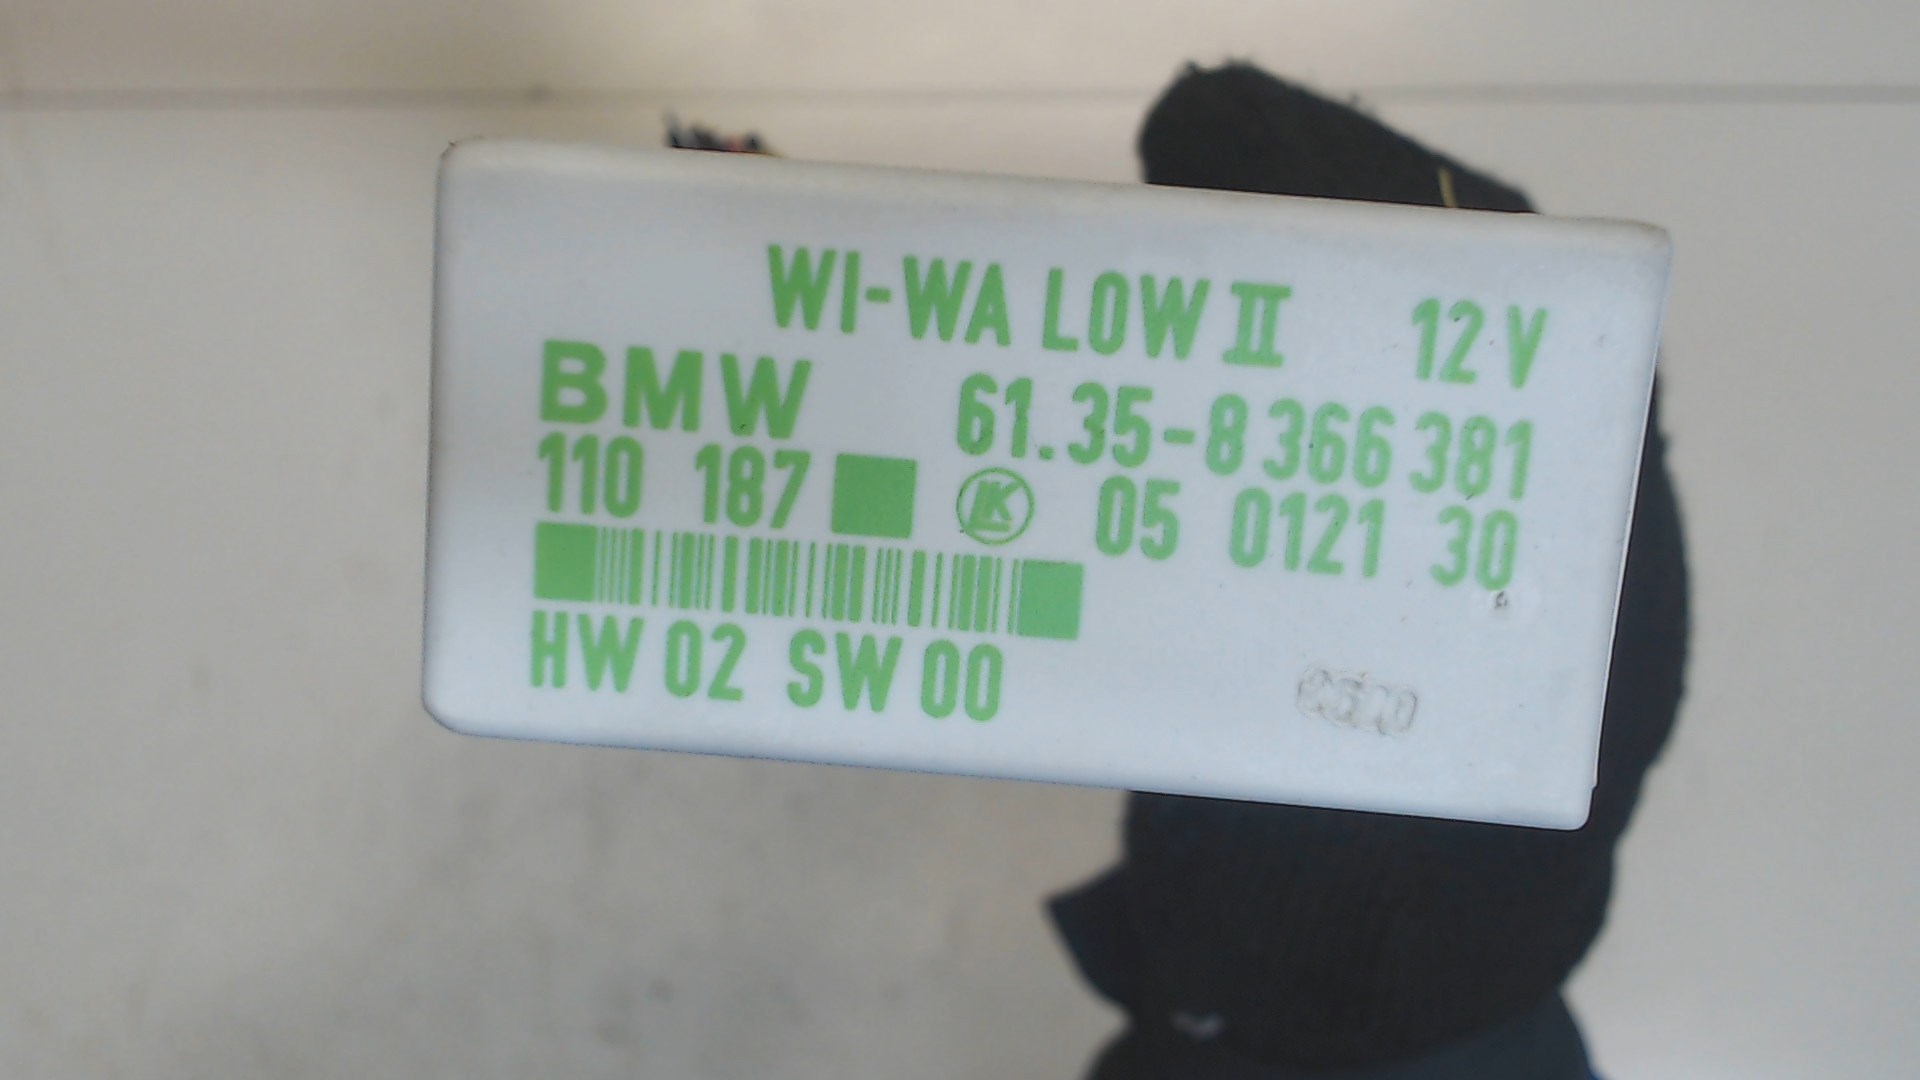 WI-WA LOW II 12 V
BMW 61.35-8 366 381
110 187 LK 05 0121 30
HW 02 SW 00